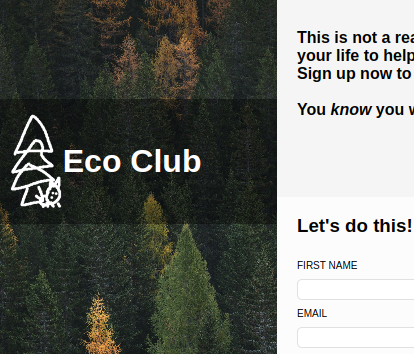 Eco Club
This is not a rea
your life to help
Sign up now to
You know you w
Let's do this!
FIRST NAME
EMAIL